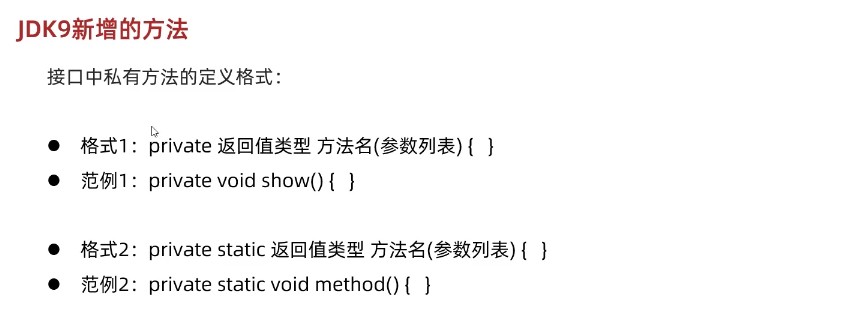 JDK9新增的方法
接口中私有方法的定义格式：
● 格式1：private 返回值类型 方法名(参数列表) { }
● 范例1：private void show() { }
● 格式2：private static 返回值类型 方法名(参数列表) { }
● 范例2：private static void method() { }